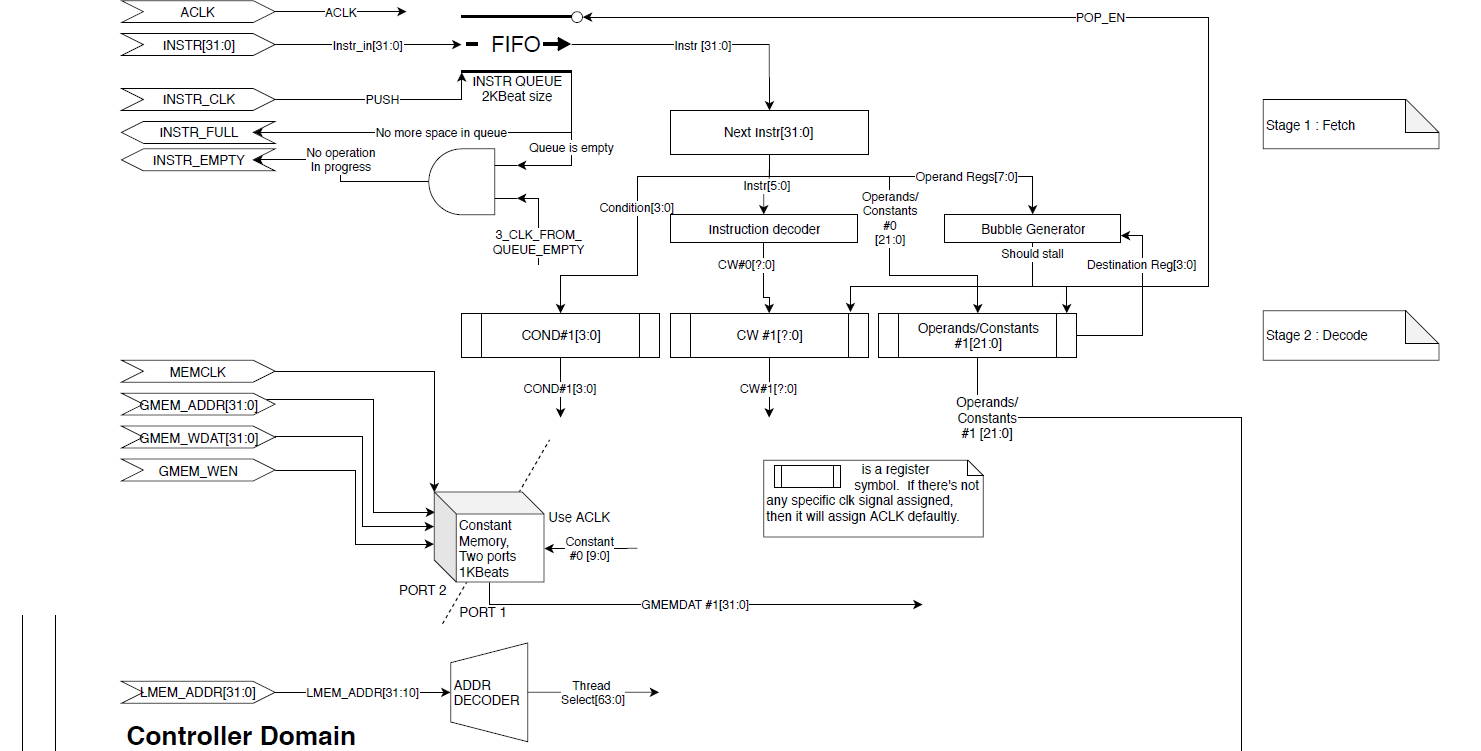 ACLK
ACLK
POP_EN
INSTR[31:0]
Instr_in[31:0]
FIFO
Instr [31:0]
INSTR QUEUE
2KBeat size
INSTR_CLK
PUSH
Next Instr[31:0]
Stage 1 : Fetch
INSTR_FULL
No more space in queue
Queue is empty
INSTR_EMPTY
No operation
In progress
Instr[5:0]
Operand Regs[7:0]
Condition[3:0]
Operands/
Constants
#0
[21:0]
Instruction decoder
Bubble Generator
3_CLK_FROM_
QUEUE_EMPTY
CW#0[?:0]
Should stall
Destination Reg[3:0]
COND#1[3:0]
CW #1[?:0]
Operands/Constants
#1[21:0]
Stage 2 : Decode
MEMCLK
COND#1[3:0]
CW#1[?:0]
Operands/
Constants
#1 [21:0]
GMEM_ADDR[31:0]
GMEM_WDAT[31:0]
GMEM_WEN
is a register
symbol. If there's not
any specific clk signal assigned,
then it will assign ACLK defaultly.
Constant
Memory,
Two ports
1KBeats
Use ACLK
Constant
#0 [9:0]
PORT 2
PORT 1
GMEMDAT #1[31:0]
LMEM_ADDR[31:0]
LMEM_ADDR[31:10]
ADDR
DECODER
Thread
Select[63:0]
Controller Domain